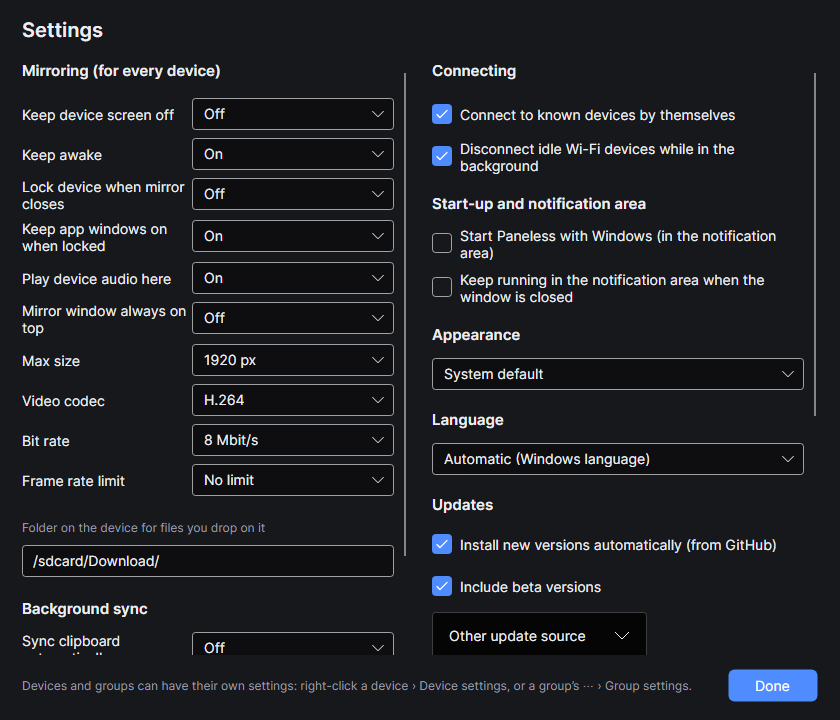 Settings
Mirroring (for every device)
Keep device screen off
Off
Keep awake
On
Lock device when mirror
closes
Off
Keep app windows on
when locked
On
Play device audio here
On
Mirror window always on
top
Off
Max size
1920 px
Video codec
H.264
Bit rate
8 Mbit/s
Frame rate limit
No limit
Folder on the device for files you drop on it
/sdcard/Download/
Background sync
Sync clipboard
Off
Connecting
Connect to known devices by themselves
Disconnect idle Wi-Fi devices while in the
background
Start-up and notification area
Start Paneless with Windows (in the notification
area)
Keep running in the notification area when the
window is closed
Appearance
System default
Language
Automatic (Windows language)
Updates
Install new versions automatically (from GitHub)
Include beta versions
Other update source
Devices and groups can have their own settings: right-click a device › Device settings, or a group’s ··· › Group settings.
Done